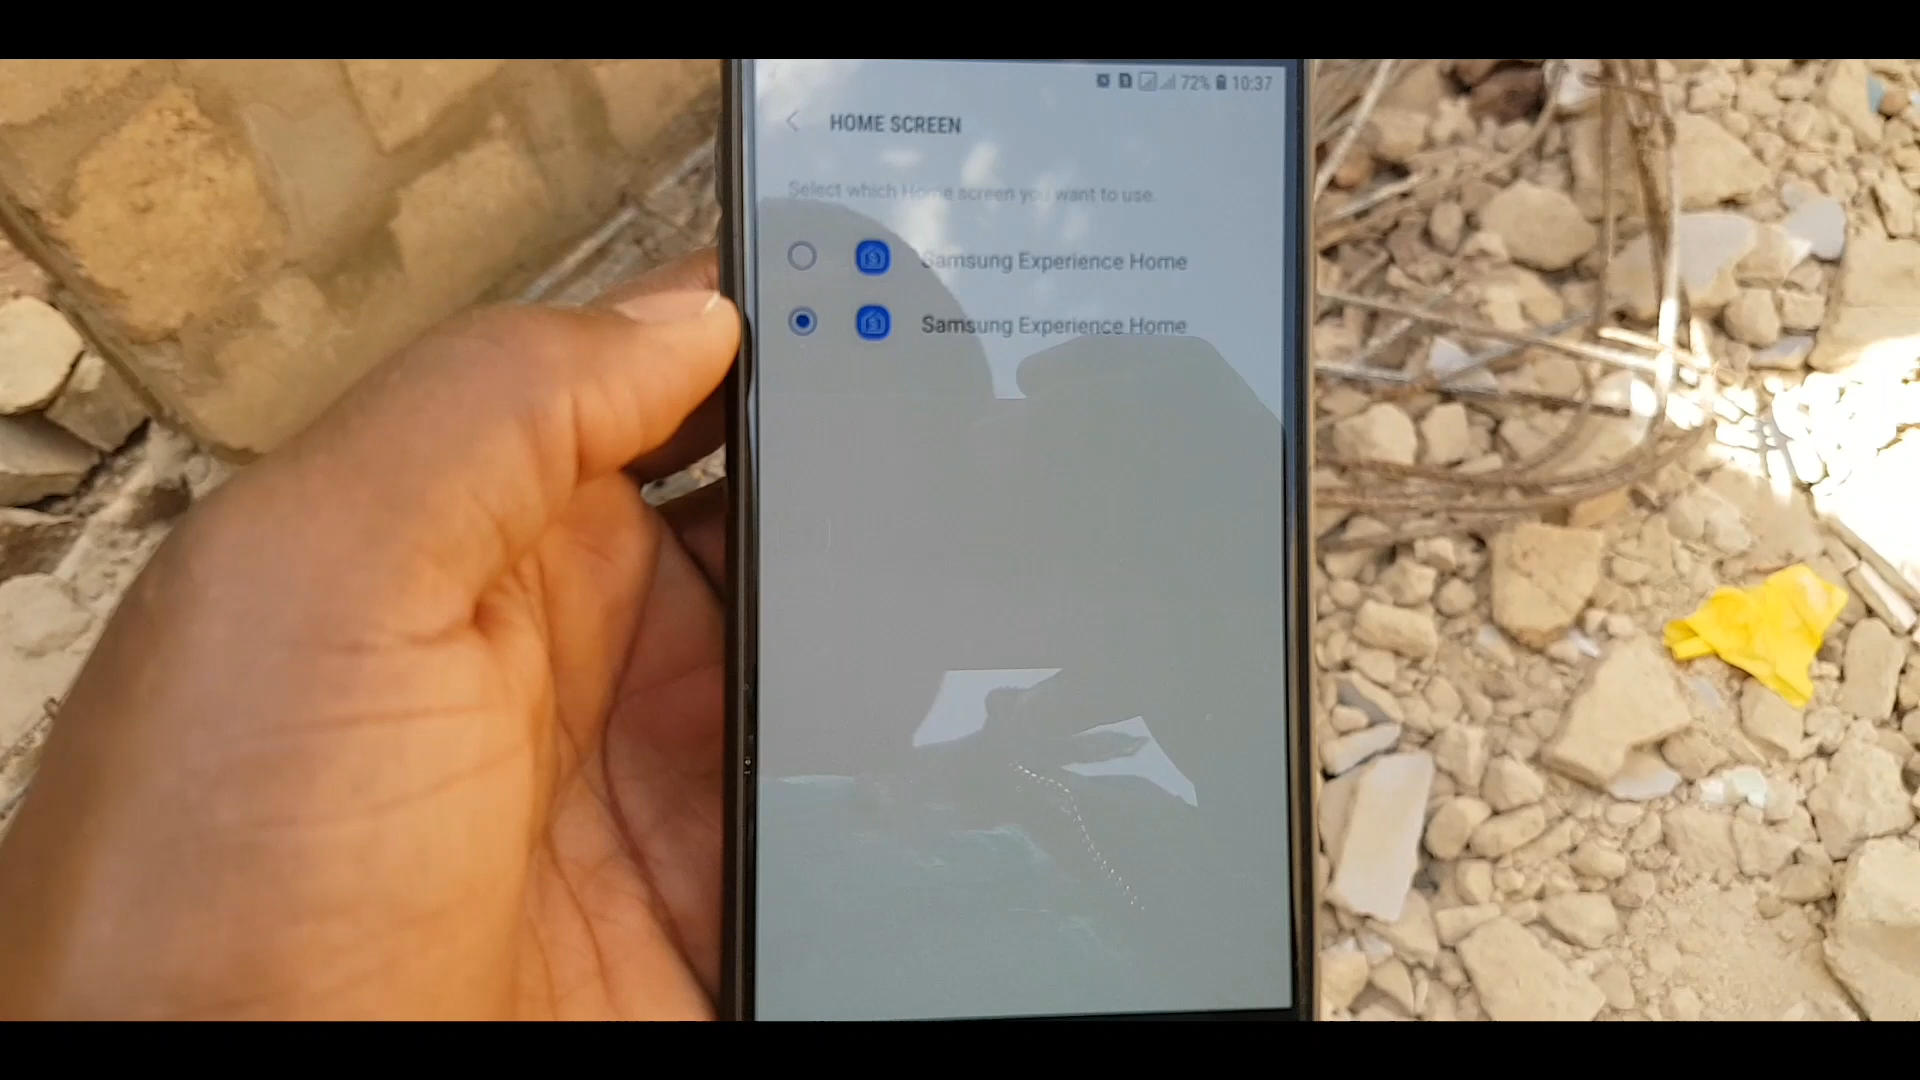 72% 10:37
HOME SCREEN
Select which Home screen you want to use.
Samsung Experience Home
Samsung Experience Home